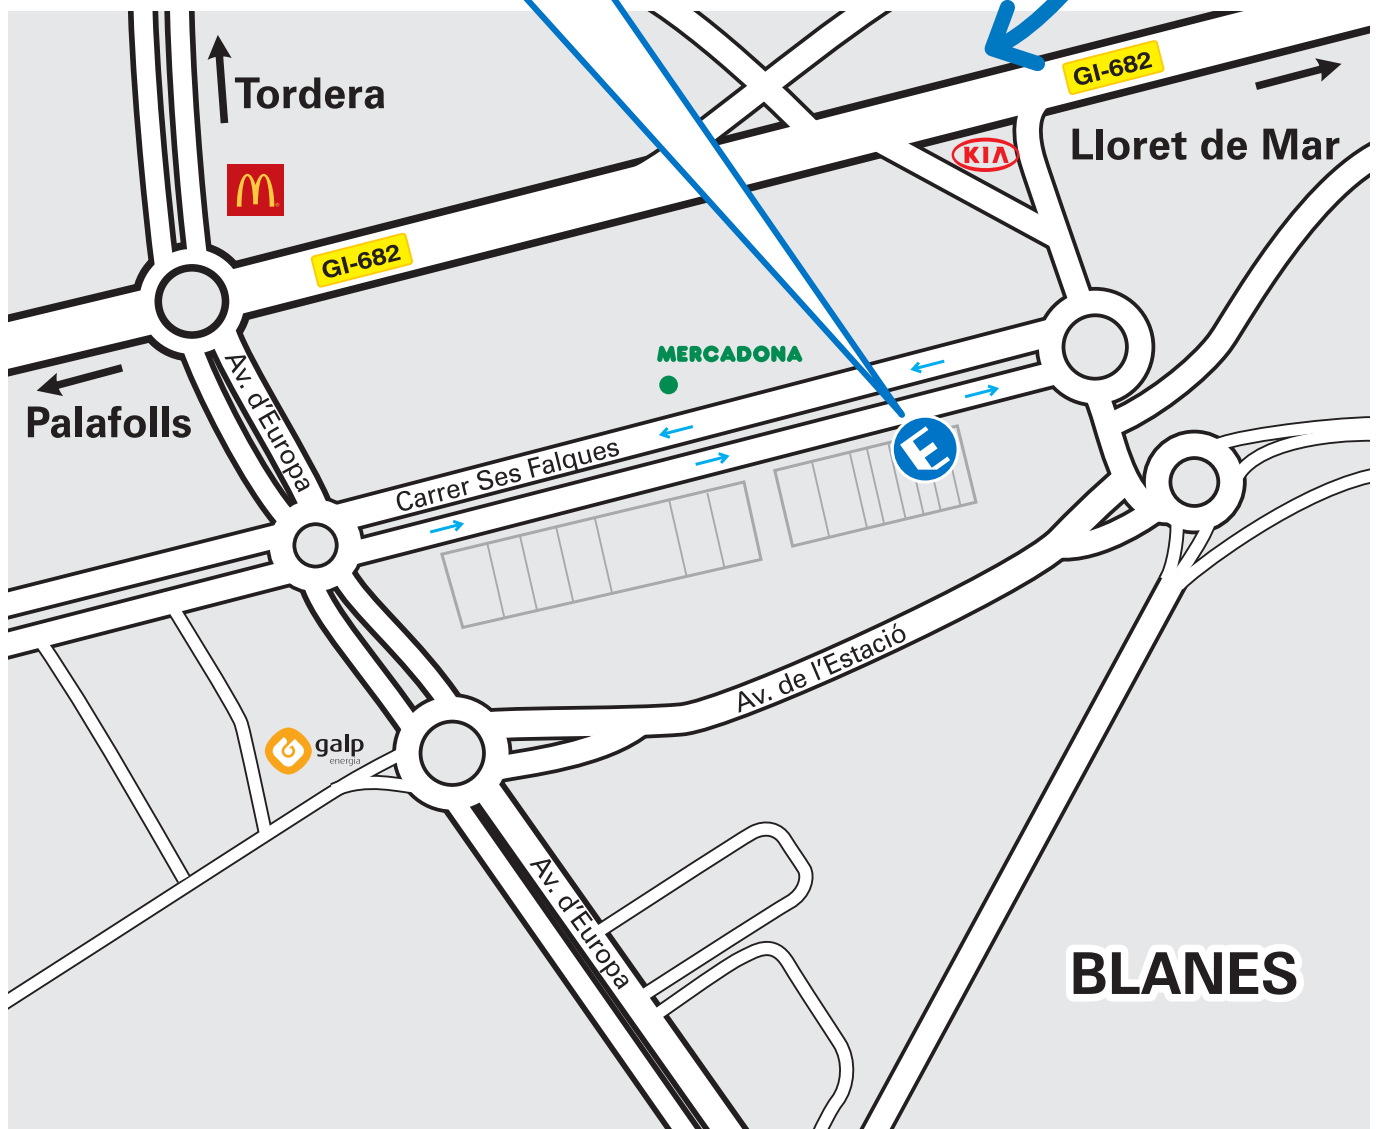 GI-682
Tordera
Lloret de Mar
KIA
GI-682
MERCADONA
Av. d'Europa
Palafolls
E
Carrer Ses Falques
Av. de l'Estació
galp
energia
Av. d'Europa
BLANES